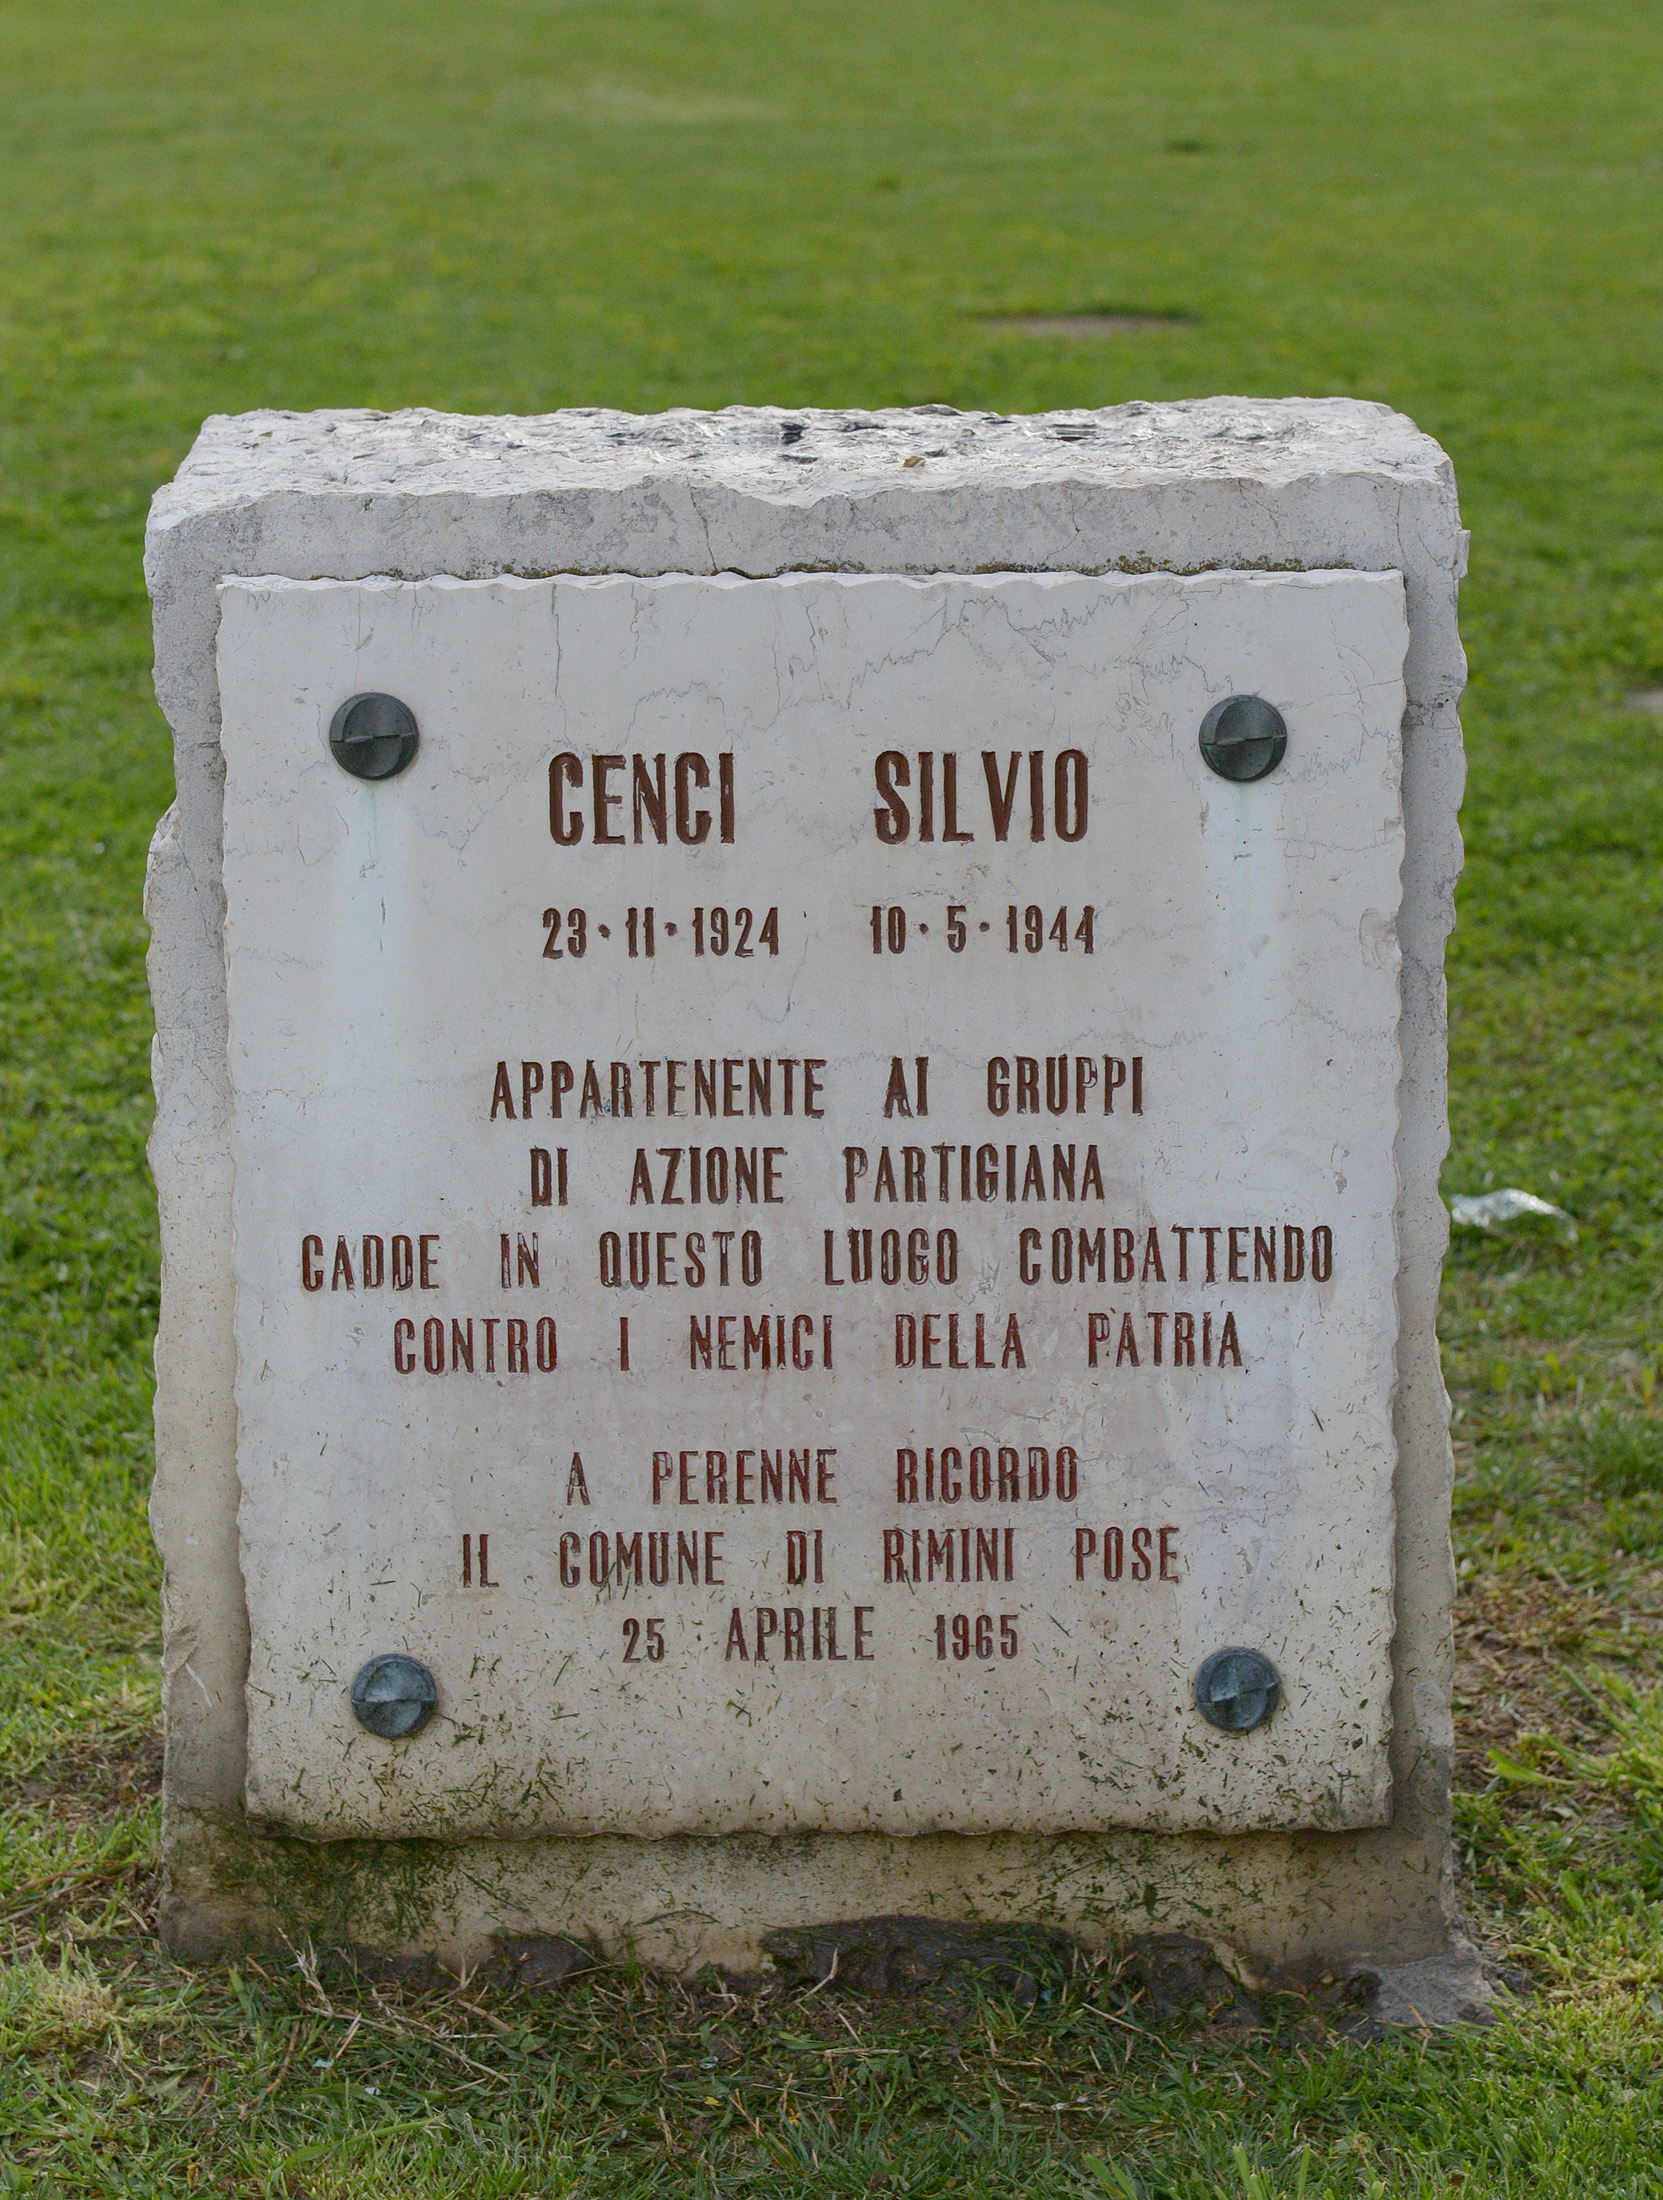 CENCI SILVIO
23·11·1924 10·5·1944
APPARTENENTE AI GRUPPI
DI AZIONE PARTIGIANA
CADDE IN QUESTO LUOGO COMBATTENDO
CONTRO I NEMICI DELLA PATRIA
A PERENNE RICORDO
IL COMUNE DI RIMINI POSE
25 APRILE 1965